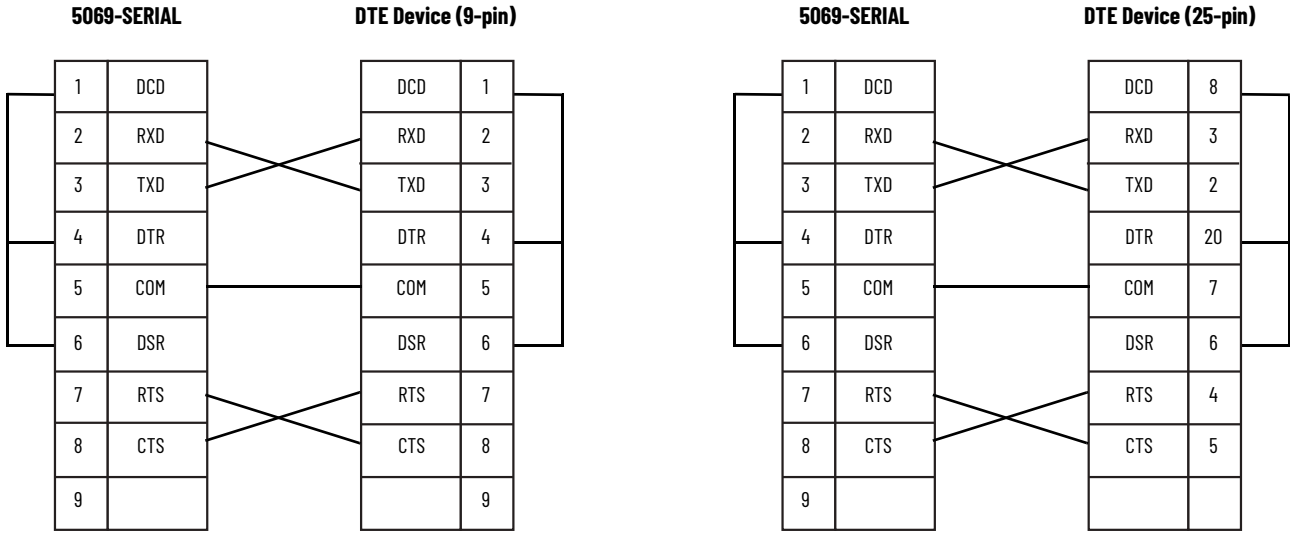 5069-SERIAL DTE Device (9-pin)
1 DCD DCD 1
2 RXD RXD 2
3 TXD TXD 3
4 DTR DTR 4
5 COM COM 5
6 DSR DSR 6
7 RTS RTS 7
8 CTS CTS 8
9 9
5069-SERIAL DTE Device (25-pin)
1 DCD DCD 8
2 RXD RXD 3
3 TXD TXD 2
4 DTR DTR 20
5 COM COM 7
6 DSR DSR 6
7 RTS RTS 4
8 CTS CTS 5
9